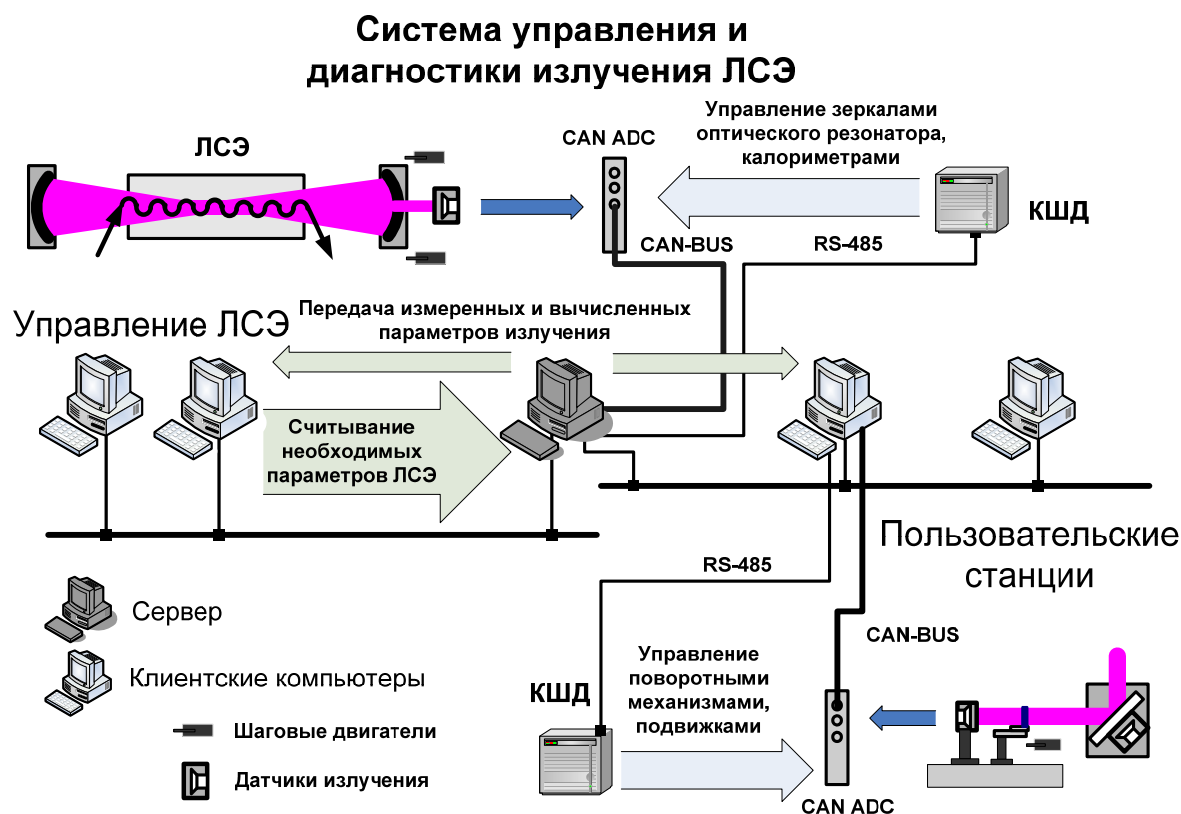 Система управления и
диагностики излучения ЛСЭ
Управление зеркалами
оптического резонатора,
калориметрами
ЛСЭ
CAN ADC
КШД
CAN-BUS
RS-485
Передача измеренных и вычисленных
параметров излучения
Управление ЛСЭ
Считывание
необходимых
параметров ЛСЭ
Пользовательские
станции
RS-485
CAN-BUS
Сервер
Клиентские компьютеры
Шаговые двигатели
Датчики излучения
КШД
Управление
поворотными
механизмами,
подвижками
CAN ADC